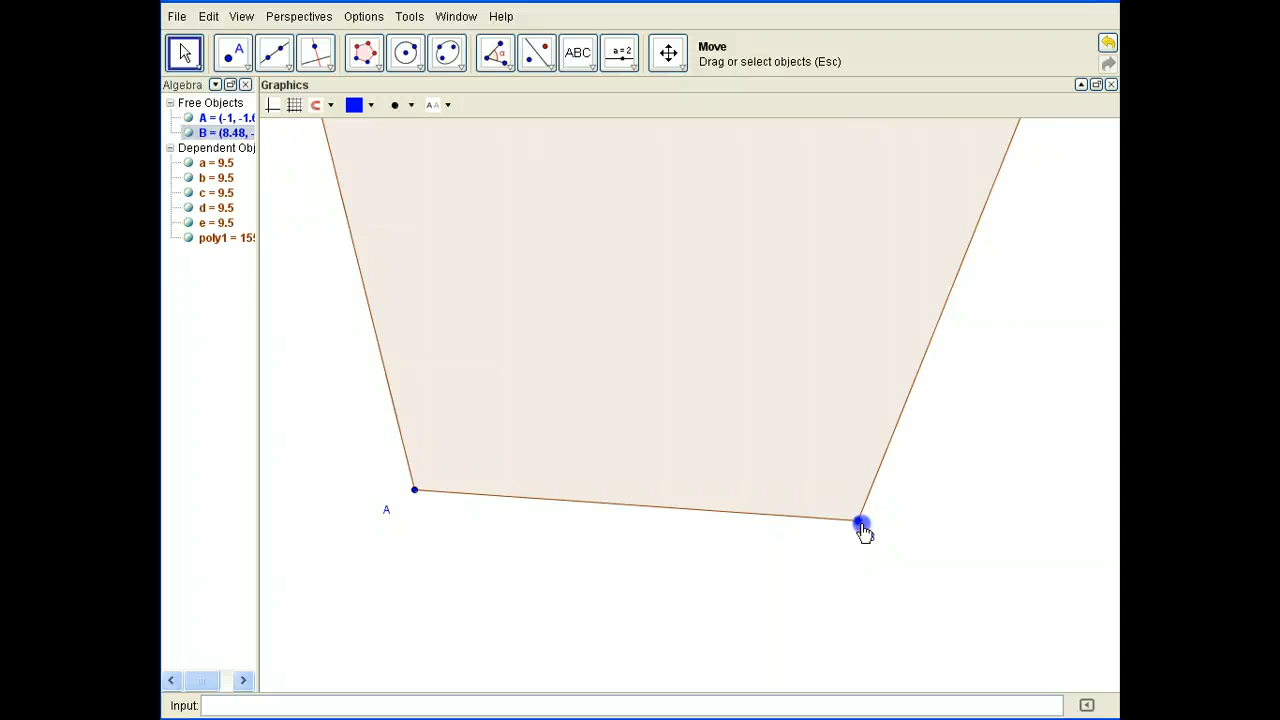 File Edit View Perspectives Options Tools Window Help
A ABC a=2 Move
Drag or select objects (Esc)
Algebra Graphics
Free Objects
A = (-1, -1.6
B = (8.48, -
Dependent Obj
a = 9.5
b = 9.5
c = 9.5
d = 9.5
e = 9.5
poly1 = 155
A A
A
Input: